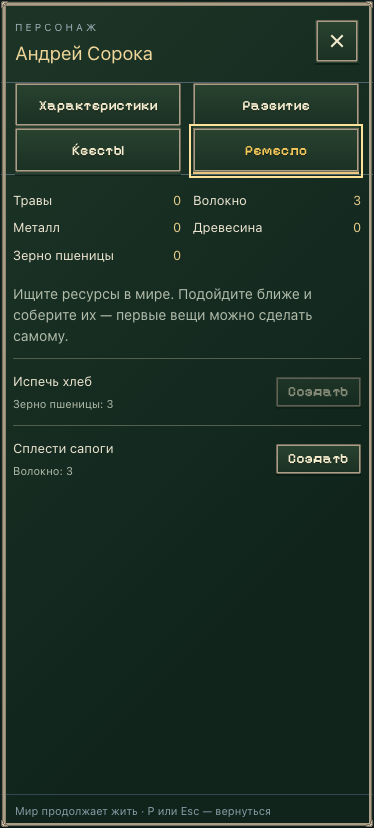 ПЕРСОНАЖ
Андрей Сорока
×
Характеристики
Развитие
Квесты
Ремесло
Травы 0 Волокно 3
Металл 0 Древесина 0
Зерно пшеницы 0
Ищите ресурсы в мире. Подойдите ближе и
соберите их — первые вещи можно сделать
самому.
Испечь хлеб
Зерно пшеницы: 3
Создать
Сплести сапоги
Волокно: 3
Создать
Мир продолжает жить · P или Esc — вернуться